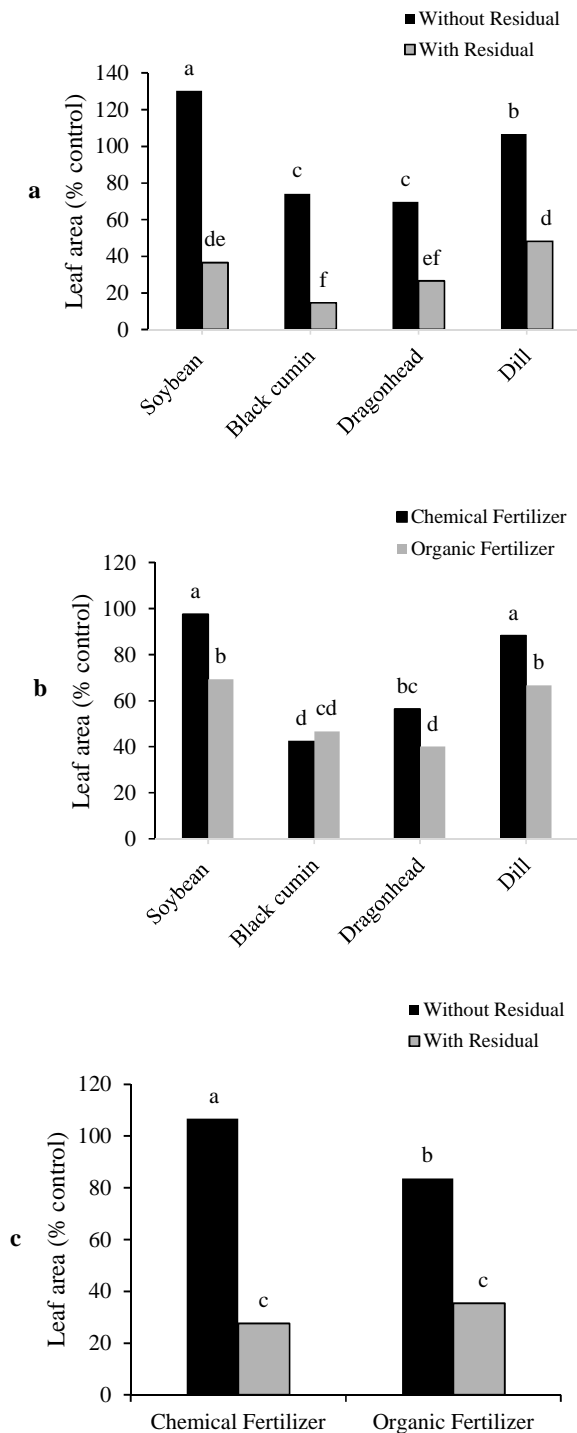 Without Residual
With Residual
a
Leaf area (% control)
140
120
100
80
60
40
20
0
a
de
c
f
c
ef
b
d
Soybean
Black cumin
Dragonhead
Dill
Chemical Fertilizer
Organic Fertilizer
b
Leaf area (% control)
120
100
80
60
40
20
0
a
b
d
cd
bc
d
a
b
Soybean
Black cumin
Dragonhead
Dill
Without Residual
With Residual
c
Leaf area (% control)
120
100
80
60
40
20
0
a
c
b
c
Chemical Fertilizer
Organic Fertilizer